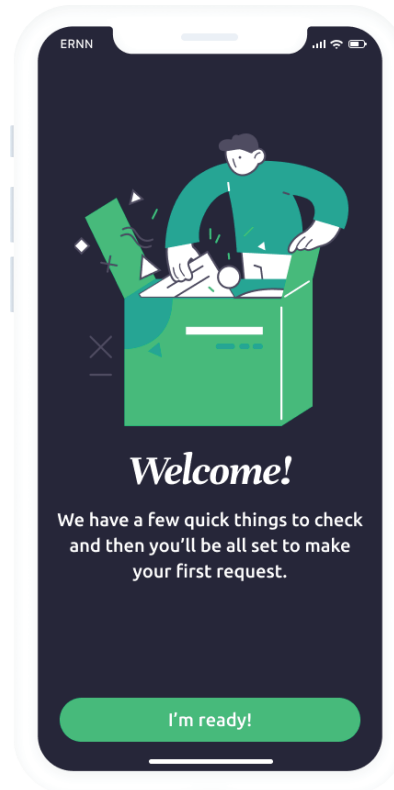 ERNN
Welcome!
We have a few quick things to check
and then you’ll be all set to make
your first request.
I’m ready!